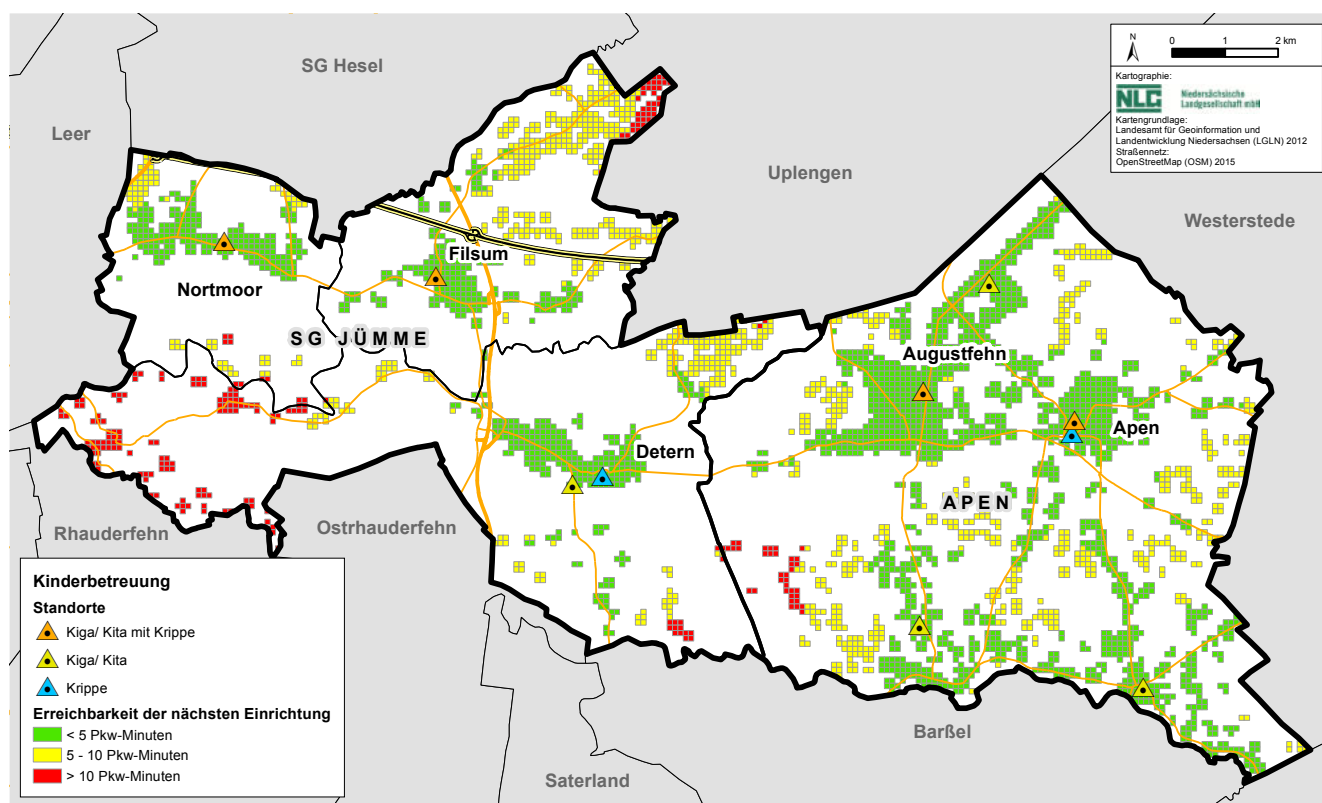 SG Hesel
Leer
Uplengen
Westerstede
Nortmoor
Filsum
SG JÜMME
Augustfehn
Apen
Detern
APEN
Rhauderfehn
Ostrhauderfehn
Barßel
Saterland
N
0 1 2 km
Kartographie:
NLG Niedersächsische
Landgesellschaft mbH
Kartengrundlage:
Landesamt für Geoinformation und
Landentwicklung Niedersachsen (LGLN) 2012
Straßennetz:
OpenStreetMap (OSM) 2015
Kinderbetreuung
Standorte
Kiga/ Kita mit Krippe
Kiga/ Kita
Krippe
Erreichbarkeit der nächsten Einrichtung
< 5 Pkw-Minuten
5 - 10 Pkw-Minuten
> 10 Pkw-Minuten